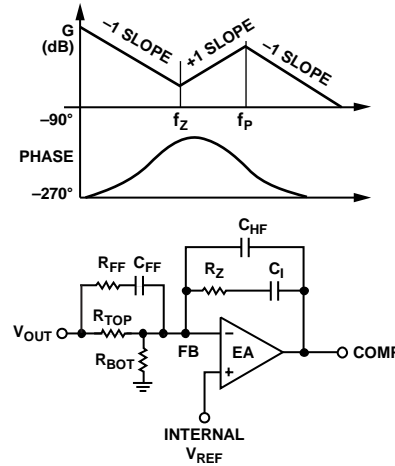 G
(dB)
–1 SLOPE
+1 SLOPE
–1 SLOPE
–90°
fZ
fP
PHASE
–270°
CHF
RFF
CFF
RZ
CI
VOUT
RTOP
RBOT
FB
EA
–
+
COMP
INTERNAL
VREF